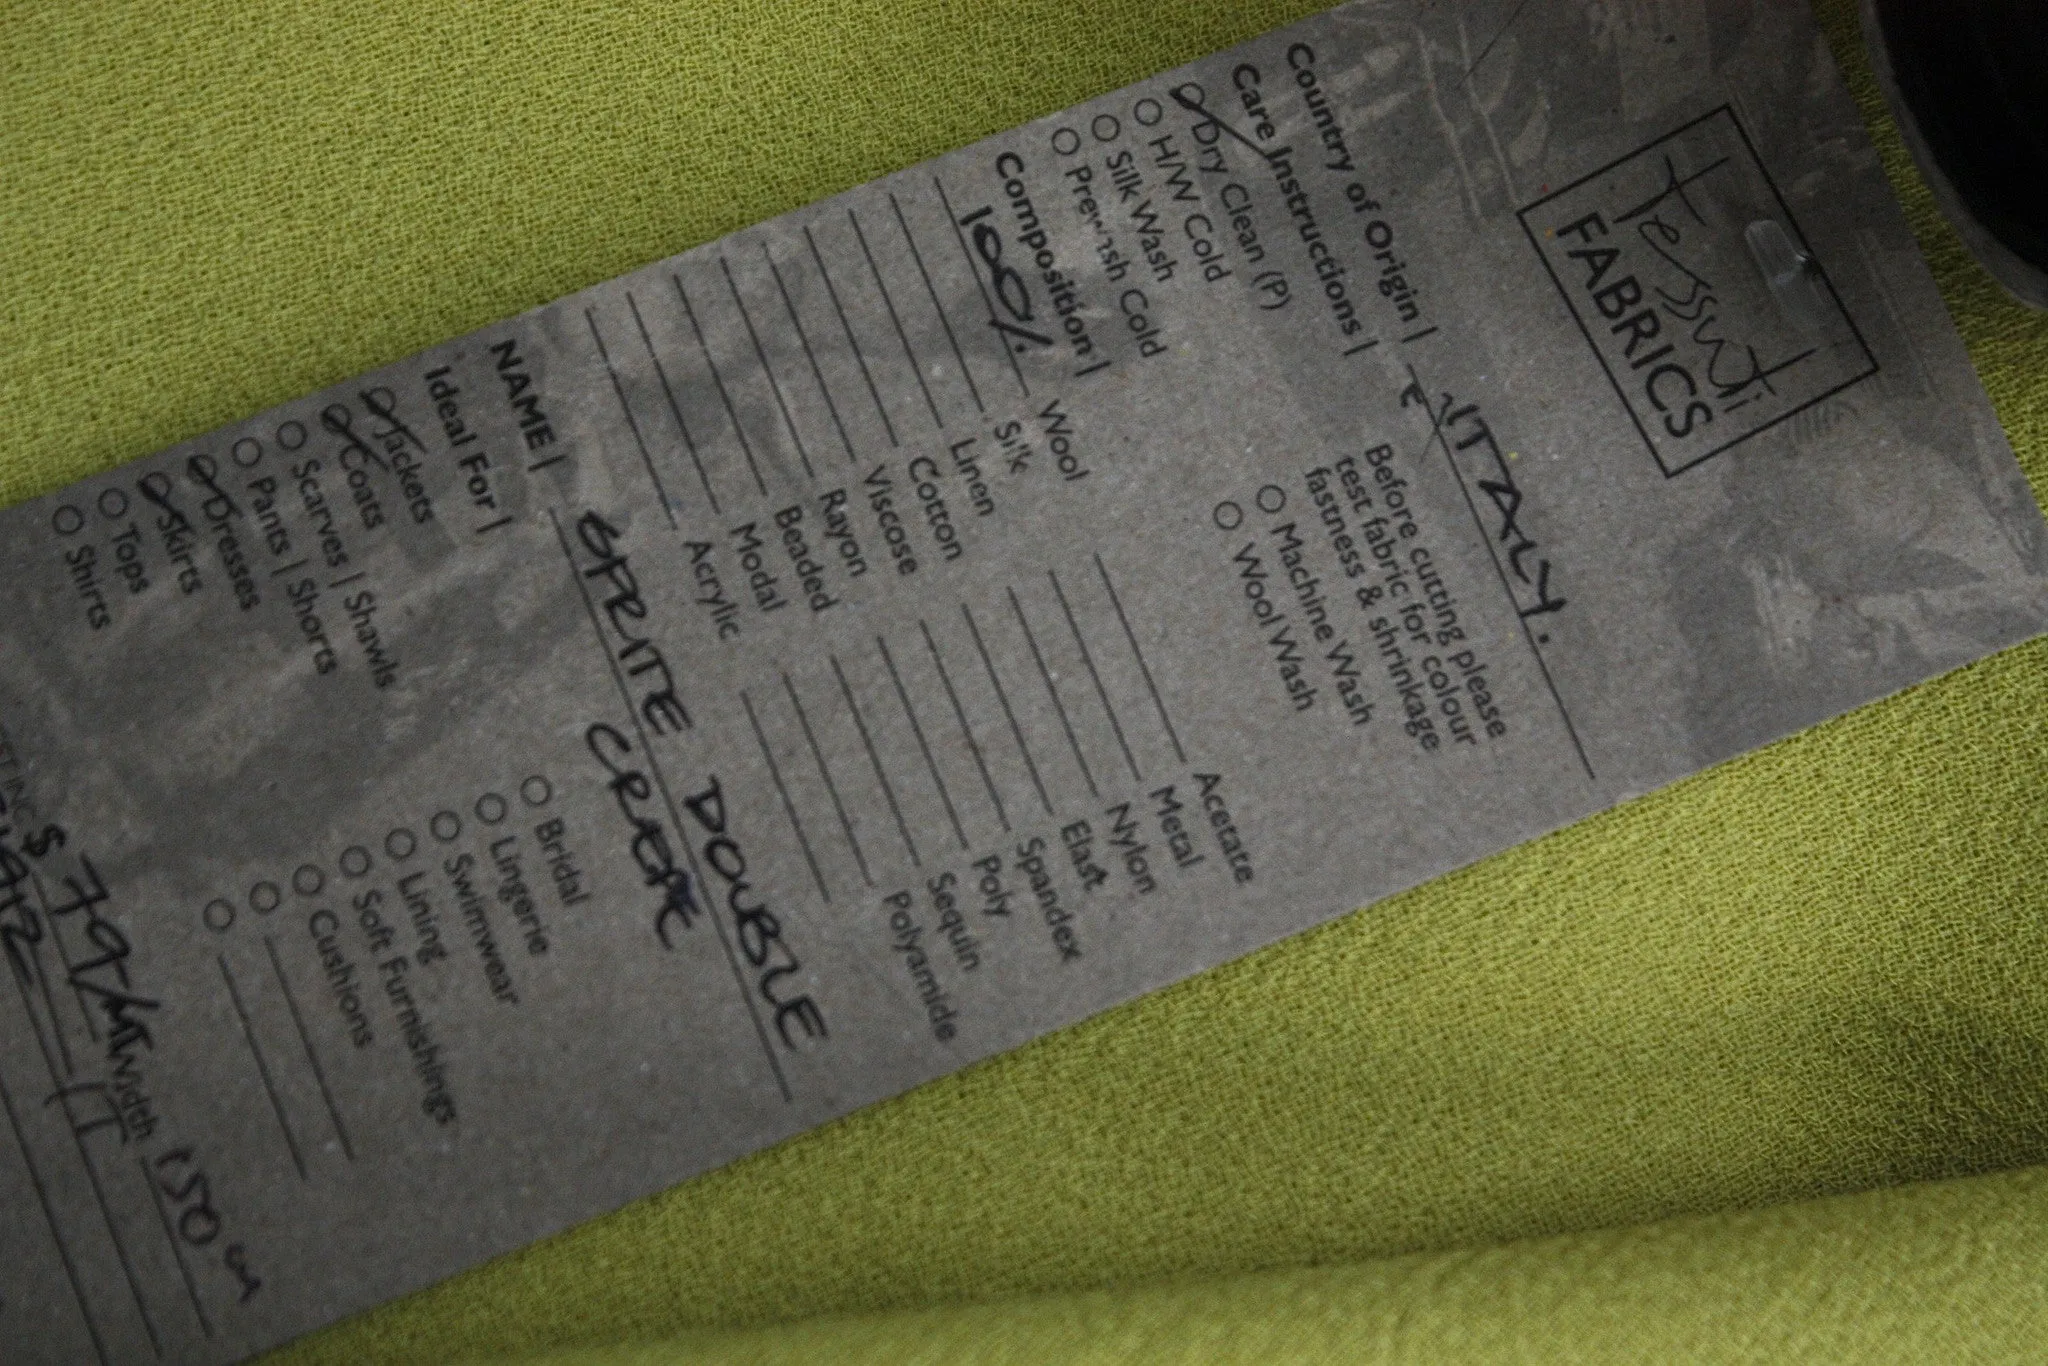 Tessuti
FABRICS
Country of Origin | ITALY.
Care Instructions |
Dry Clean (P)
H/W Cold
Silk Wash
Prewash Cold
Before cutting please
test fabric for colour
fastness & shrinkage
Machine Wash
Wool Wash
Composition |
100% Wool
Silk
Linen
Cotton
Viscose
Rayon
Beaded
Modal
Acrylic
Acetate
Metal
Nylon
Elast
Spandex
Poly
Sequin
Polyamide
NAME | SPRITE DOUBLE
CREPE
Ideal For |
Jackets
Coats
Scarves | Shawls
Pants | Shorts
Dresses
Skirts
Tops
Shirts
Bridal
Lingerie
Swimwear
Lining
Soft Furnishings
Cushions
$ 79/MT Width 150cm